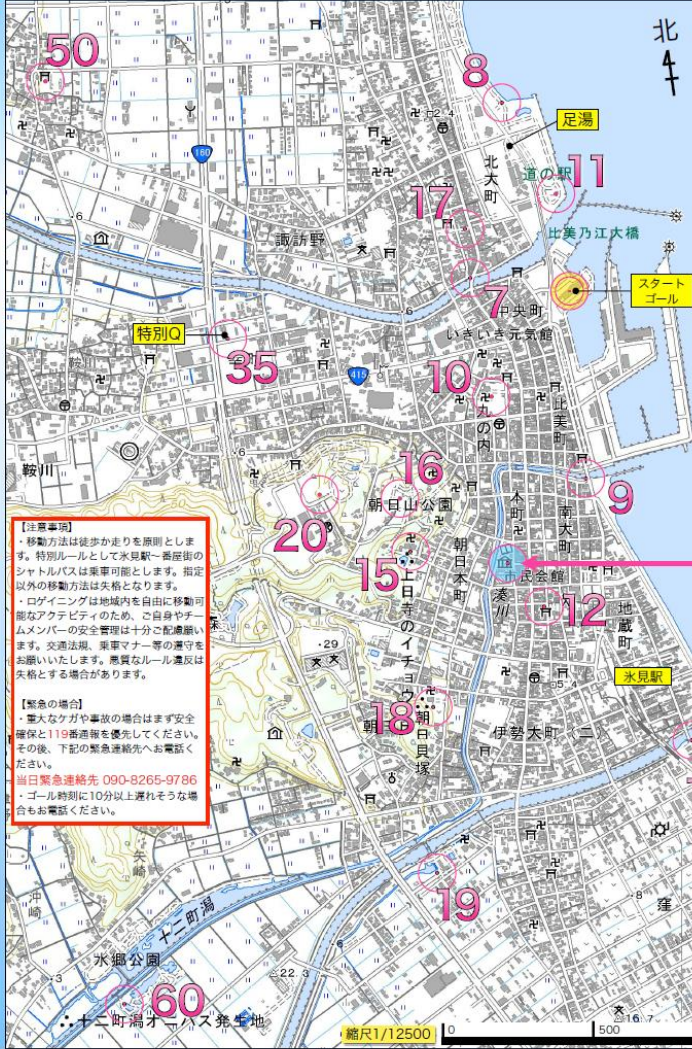 北
50
8
足湯
160
北大町
道の駅
11
17
比美乃江大橋
諏訪野
6
7
中央町
スタート
ゴール
いきいき元気館
特別Q
35
415
10
丸の内
比美町
鞍川
16
朝日山公園
20
本町
南大町
9
15
上日寺のイチョウ
朝日本町
市民会館
湊川
12
地蔵町
【注意事項】
・移動方法は徒歩か走りを原則としま
す。特別ルールとして氷見駅ー番屋街の
シャトルバスは乗車可能とします。指定
以外の移動方法は失格となります。
・ロゲイニングは地域内を自由に移動可
能なアクテビティのため、ご自身やチー
ムメンバーの安全管理は十分ご配慮願い
ます。交通法規、乗車マナー等の遵守を
お願いいたします。悪質なルール違反は
失格とする場合があります。
【緊急の場合】
・重大なケガや事故の場合はまず安全
確保と119番通報を優先してください。
その後、下記の緊急連絡先へお電話く
ださい。
当日緊急連絡先 090-8265-9786
・ゴール時刻に10分以上遅れそうな場
合もお電話ください。
29
氷見駅
18
朝日貝塚
伊勢大町(二)
矢崎
沖崎
十二町潟
19
窪
水郷公園
22.3
60
十二町潟オニバス発生地
縮尺1/12500
0
500